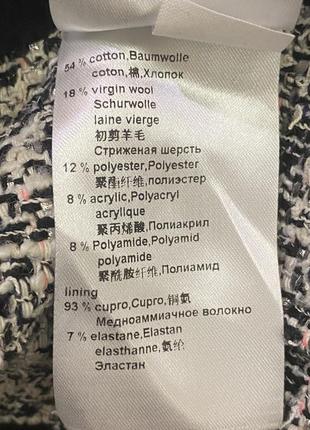 54 % cotton,Baumwolle
coton,棉,Хлопок
18 % virgin wool
Schurwolle
laine vierge
初剪羊毛
Стриженая шерсть
12 % polyester,Polyester
聚酯纤维,полиэстер
8 % acrylic,Polyacryl
acrylique
聚丙烯酸,Полиакрил
8 % Polyamide,Polyamid
polyamide
聚酰胺纤维,Полиамид
lining
93 % cupro,Cupro,铜氨
Медноаммиачное волокно
7 % elastane,Elastan
elasthanne,氨纶
Эластан